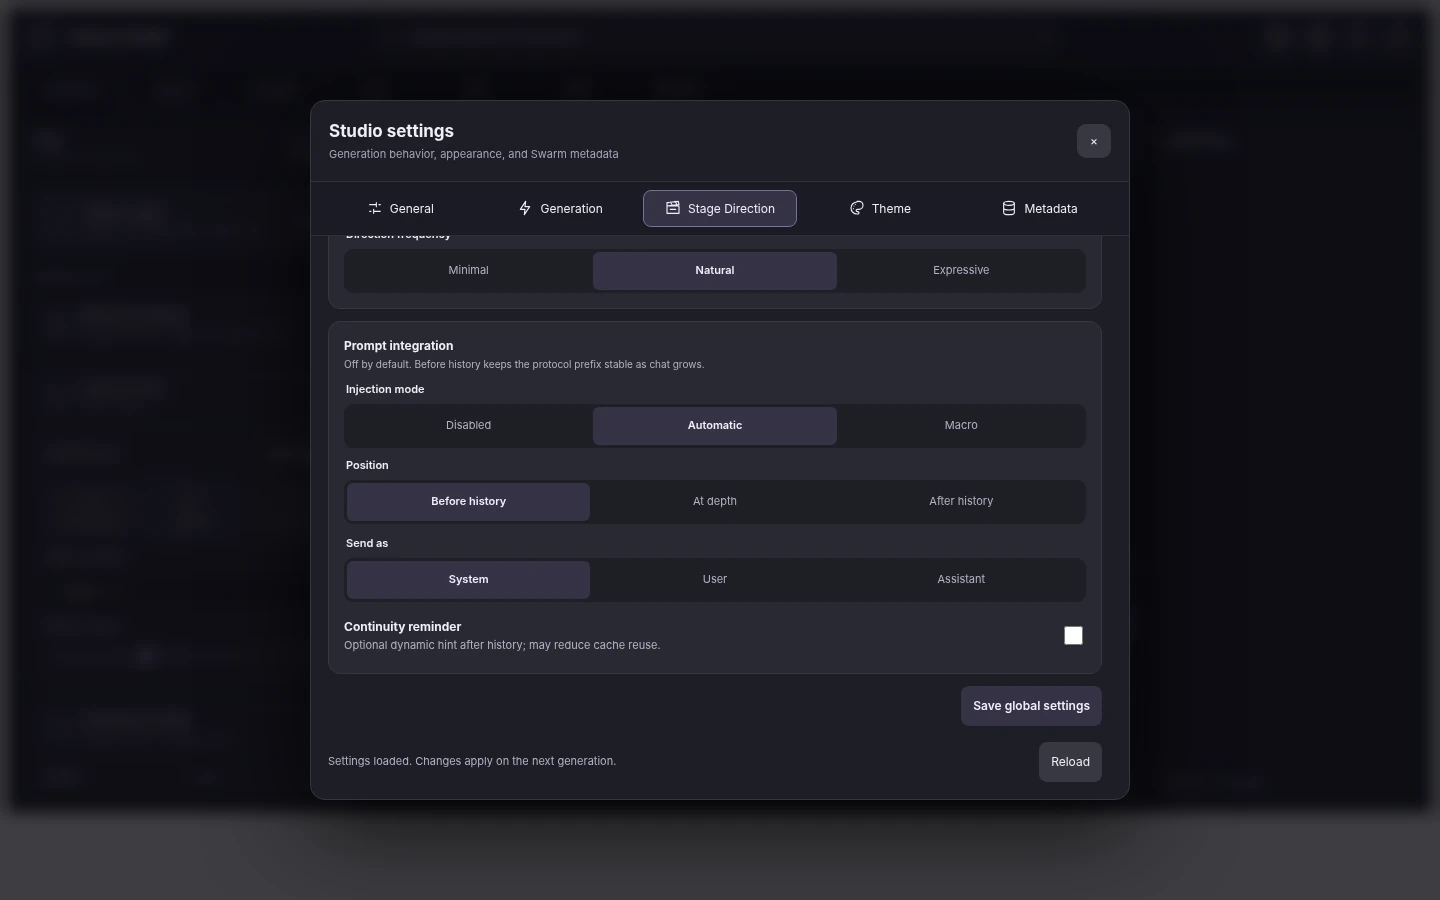 Studio settings
Generation behavior, appearance, and Swarm metadata
×
General
Generation
Stage Direction
Theme
Metadata
Direction frequency
Minimal
Natural
Expressive
Prompt integration
Off by default. Before history keeps the protocol prefix stable as chat grows.
Injection mode
Disabled
Automatic
Macro
Position
Before history
At depth
After history
Send as
System
User
Assistant
Continuity reminder
Optional dynamic hint after history; may reduce cache reuse.
Save global settings
Settings loaded. Changes apply on the next generation.
Reload